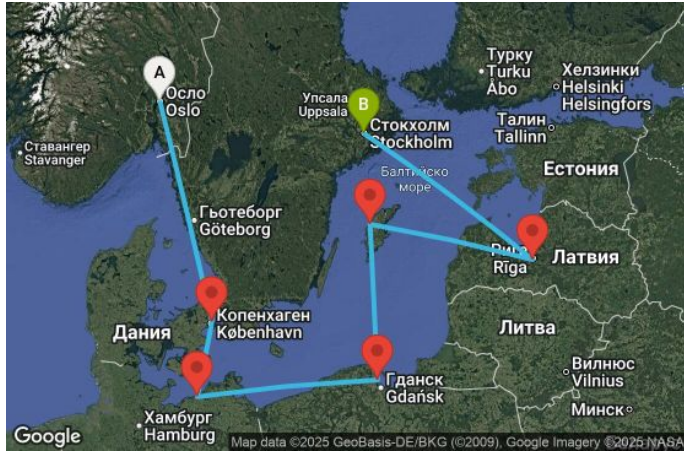 A
Осло
Oslo
Ставангер
Stavanger
Упсала
Uppsala
B
Стокхолм
Stockholm
Турку
Turku
Åbo
Хелзинки
Helsinki
Helsingfors
Талин
Tallinn
Балтийско
море
Естония
Гьотеборг
Göteborg
Рига
Rīga
Латвия
Копенхаген
København
Дания
Литва
Гданск
Gdańsk
Вилнюс
Vilnius
Хамбург
Hamburg
Минск
Google
Map data ©2025 GeoBasis-DE/BKG (©2009), Google Imagery ©2025 NASA